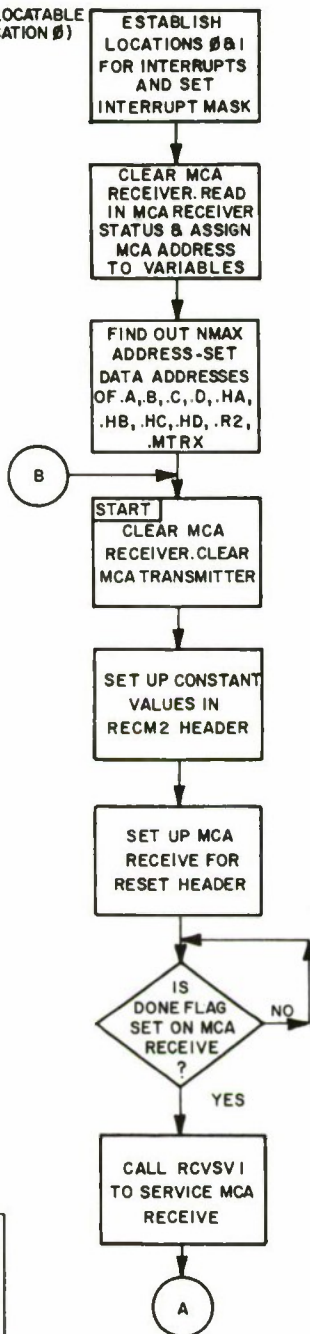 LOCATABLE
CATION Ø)
ESTABLISH
LOCATIONS Ø&1
FOR INTERRUPTS
AND SET
INTERRUPT MASK
CLEAR MCA
RECEIVER.READ
IN MCA RECEIVER
STATUS & ASSIGN
MCA ADDRESS
TO VARIABLES
FIND OUT NMAX
ADDRESS-SET
DATA ADDRESSES
OF .A,.B,.C,.D,.HA,
.HB,.HC,.HD,.R2,
.MTRX
B
START
CLEAR MCA
RECEIVER.CLEAR
MCA TRANSMITTER
SET UP CONSTANT
VALUES IN
RECM2 HEADER
SET UP MCA
RECEIVE FOR
RESET HEADER
IS
DONE FLAG
SET ON MCA
RECEIVE
?
NO
YES
CALL RCVSV1
TO SERVICE MCA
RECEIVE
A